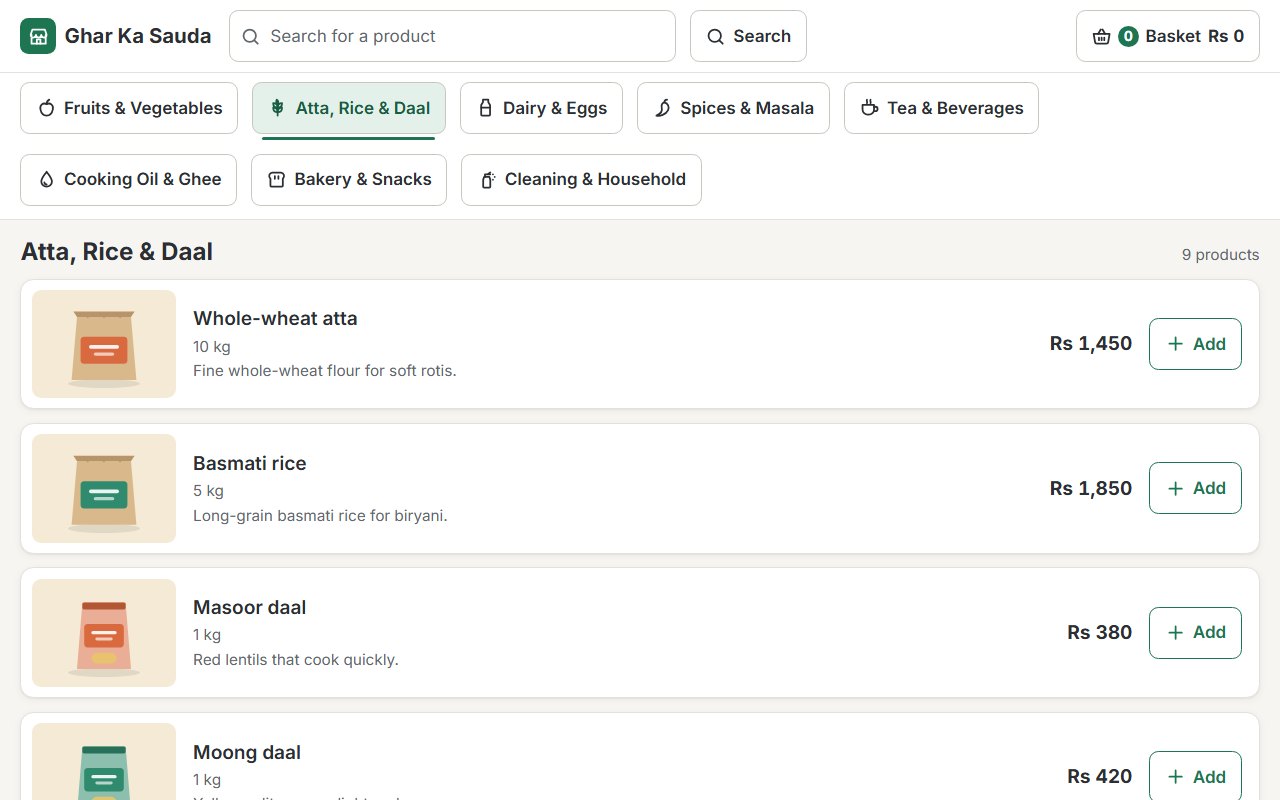 Ghar Ka Sauda
Search for a product
Search
0 Basket Rs 0
Fruits & Vegetables
Atta, Rice & Daal
Dairy & Eggs
Spices & Masala
Tea & Beverages
Cooking Oil & Ghee
Bakery & Snacks
Cleaning & Household
Atta, Rice & Daal
9 products
Whole-wheat atta
10 kg
Fine whole-wheat flour for soft rotis.
Rs 1,450
Add
Basmati rice
5 kg
Long-grain basmati rice for biryani.
Rs 1,850
Add
Masoor daal
1 kg
Red lentils that cook quickly.
Rs 380
Add
Moong daal
1 kg
Rs 420
Add